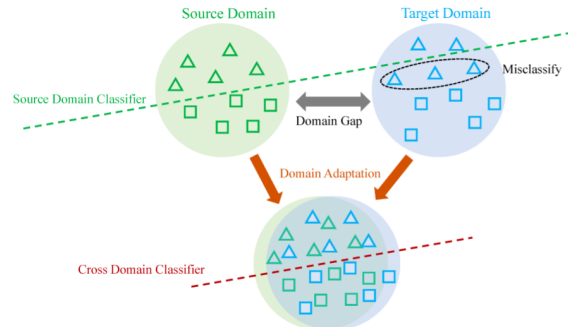 Source Domain
Target Domain
Misclassify
Source Domain Classifier
Domain Gap
Domain Adaptation
Cross Domain Classifier